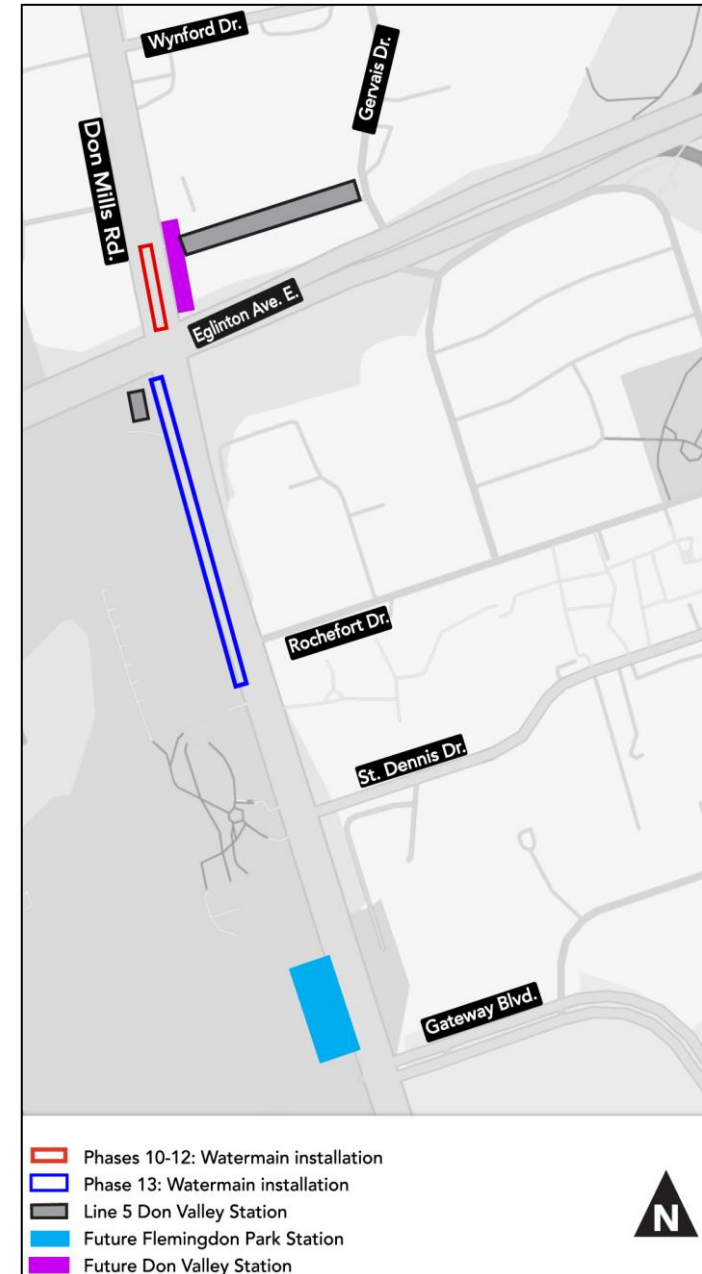 Wynford Dr.
Gervais Dr.
Don Mills Rd.
Eglinton Ave. E.
Rochefort Dr.
St. Dennis Dr.
Gateway Blvd.
Phases 10-12: Watermain installation
Phase 13: Watermain installation
Line 5 Don Valley Station
Future Flemingdon Park Station
Future Don Valley Station
N